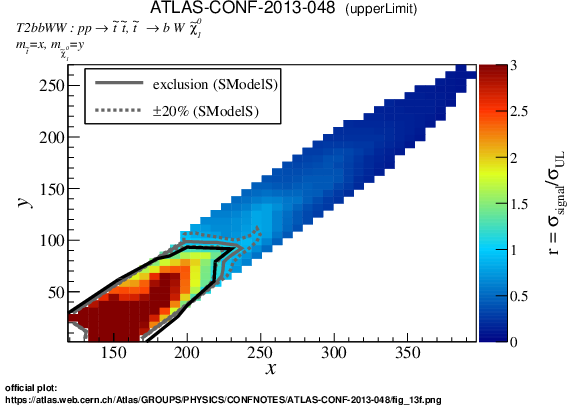 ATLAS-CONF-2013-048 (upperLimit)
T2bbWW : pp → t̃ t̃, t̃ → b W χ̃₁⁰
m_t̃=x, m_χ̃₁⁰=y
exclusion (SModelS)
±20% (SModelS)
250
200
150
100
50
y
150
200
250
300
350
x
3
2.5
2
1.5
1
0.5
0
r = σ_signal/σ_UL
official plot:
https://atlas.web.cern.ch/Atlas/GROUPS/PHYSICS/CONFNOTES/ATLAS-CONF-2013-048/fig_13f.png